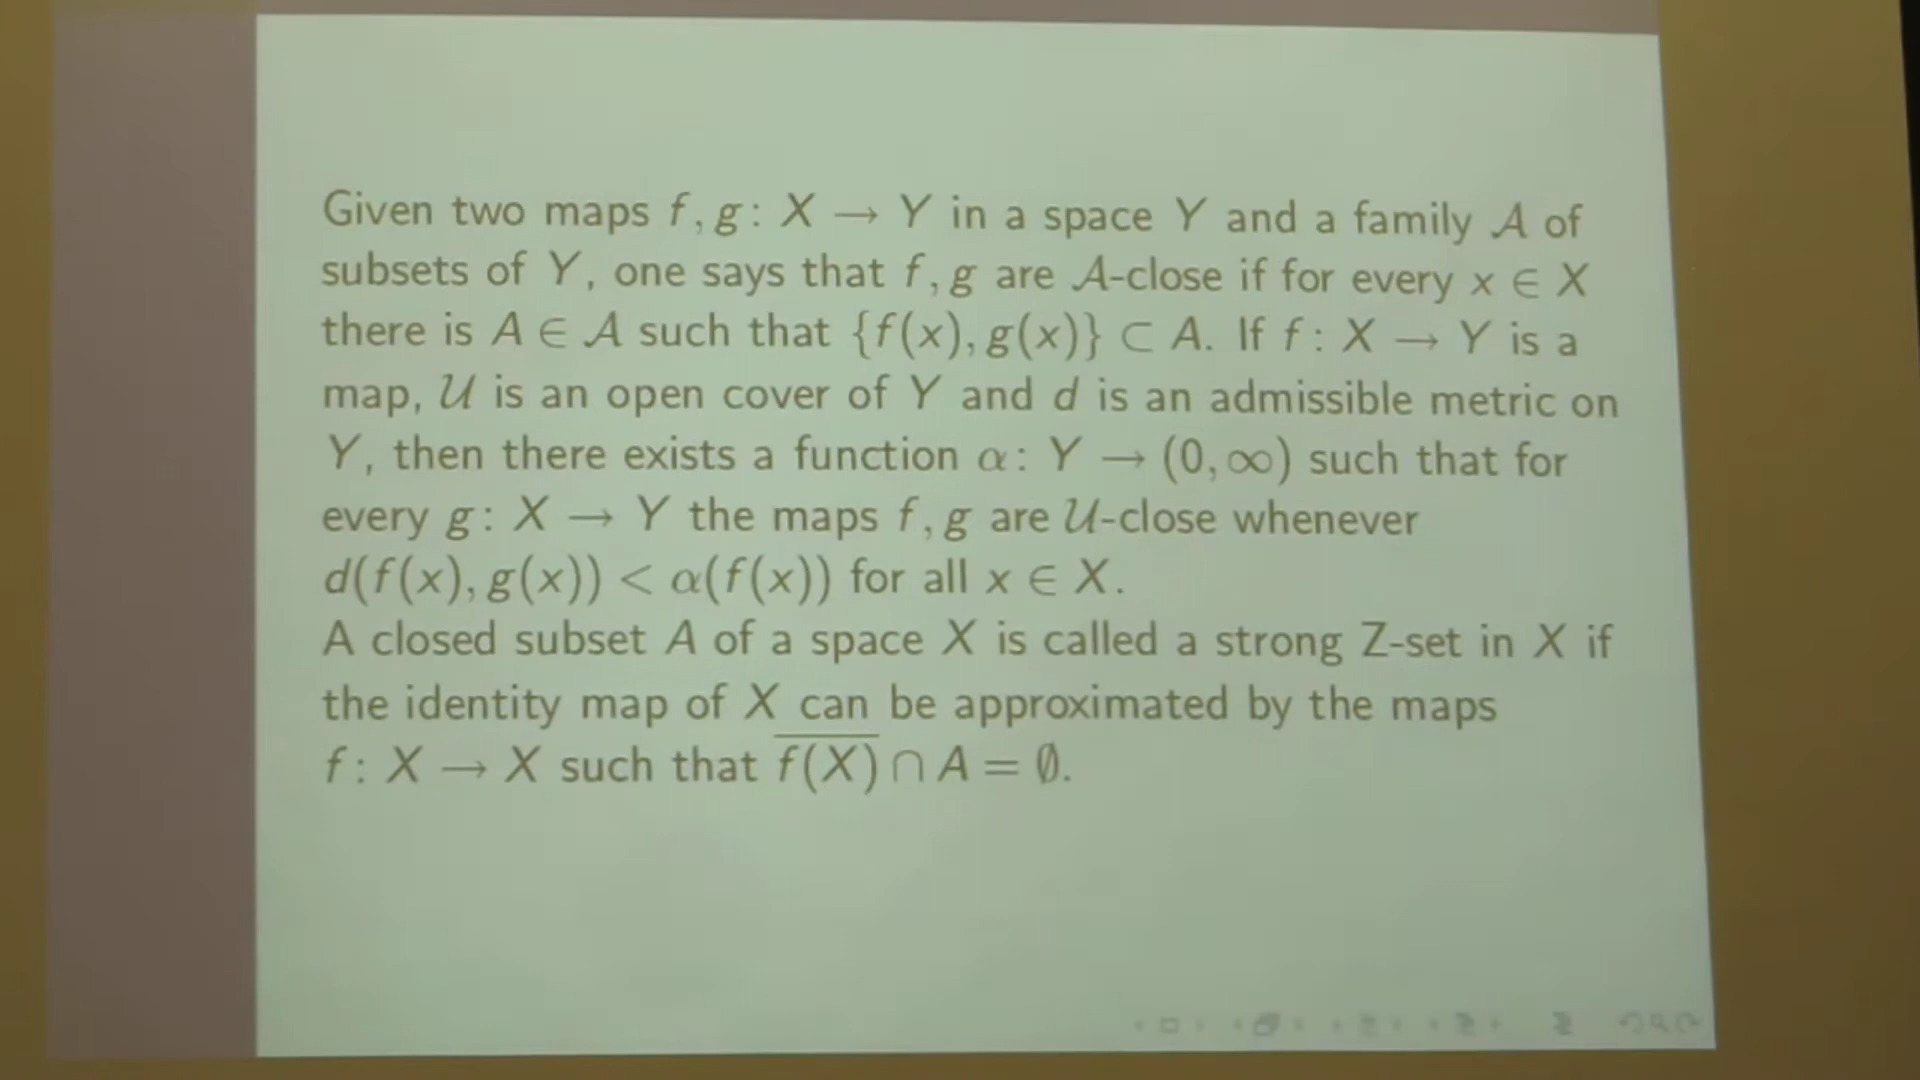 Given two maps f, g: X → Y in a space Y and a family 𝒜 of
subsets of Y, one says that f, g are 𝒜-close if for every x ∈ X
there is A ∈ 𝒜 such that {f(x), g(x)} ⊂ A. If f: X → Y is a
map, 𝒰 is an open cover of Y and d is an admissible metric on
Y, then there exists a function α: Y → (0, ∞) such that for
every g: X → Y the maps f, g are 𝒰-close whenever
d(f(x), g(x)) < α(f(x)) for all x ∈ X.
A closed subset A of a space X is called a strong Z-set in X if
the identity map of X can be approximated by the maps
f: X → X such that \overline{f(X)} ∩ A = ∅.